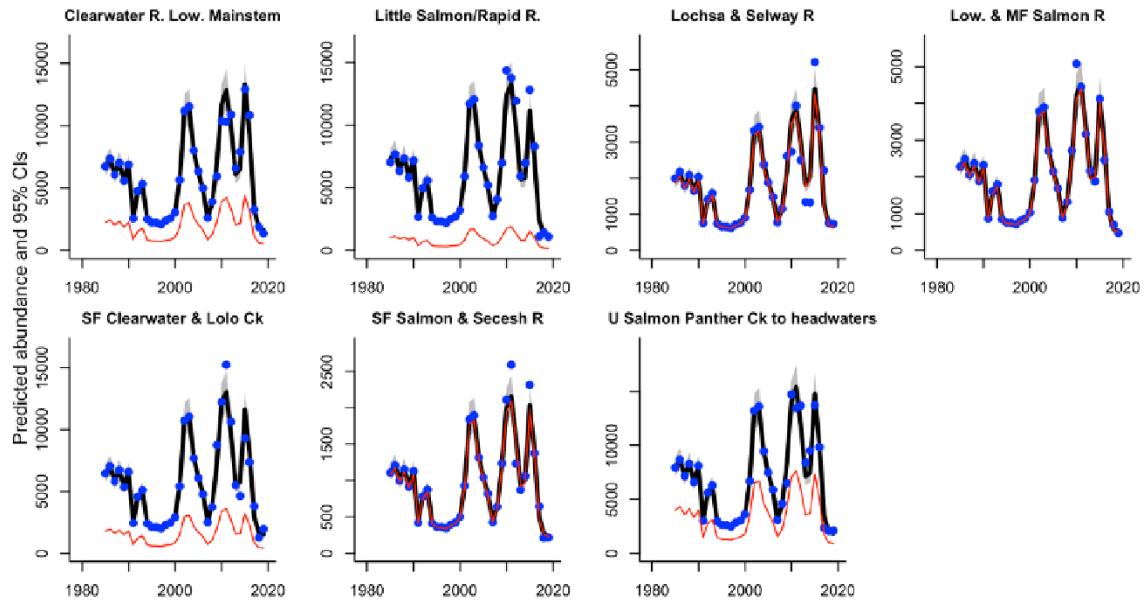 Predicted abundance and 95% CIs
Clearwater R. Low. Mainstem
0 5000 10000 15000
1980 2000 2020
Little Salmon/Rapid R.
0 5000 10000 15000
1980 2000 2020
Lochsa & Selway R
0 1000 2000 3000 4000 5000
1980 2000 2020
Low. & MF Salmon R
0 1000 2000 3000 5000
1980 2000 2020
SF Clearwater & Lolo Ck
0 5000 10000 15000
1980 2000 2020
SF Salmon & Secesh R
0 500 1500 2500
1980 2000 2020
U Salmon Panther Ck to headwaters
0 5000 10000
1980 2000 2020